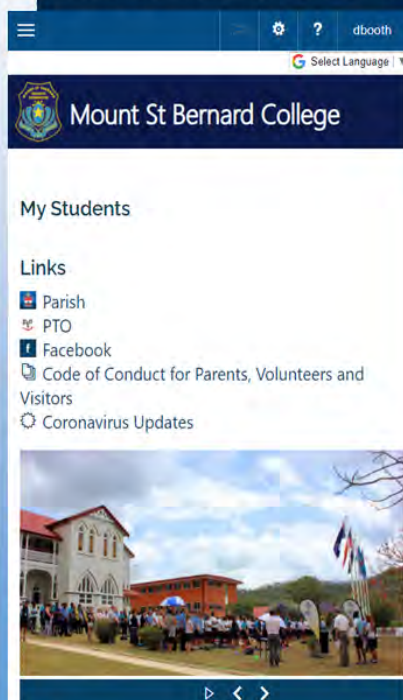 ? dbooth
Select Language
Mount St Bernard College
My Students
Links
Parish
PTO
Facebook
Code of Conduct for Parents, Volunteers and
Visitors
Coronavirus Updates